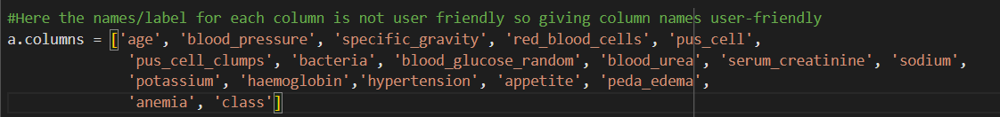 #Here the names/label for each column is not user friendly so giving column names user-friendly
a.columns = ['age', 'blood_pressure', 'specific_gravity', 'red_blood_cells', 'pus_cell',
'pus_cell_clumps', 'bacteria', 'blood_glucose_random', 'blood_urea', 'serum_creatinine', 'sodium',
'potassium', 'haemoglobin','hypertension', 'appetite', 'peda_edema',
'anemia', 'class']